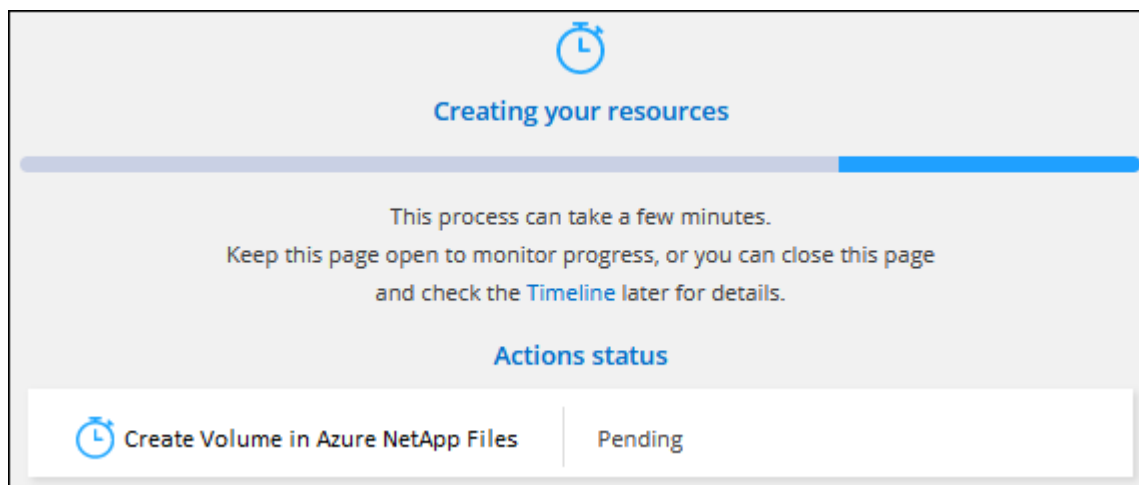 Creating your resources
This process can take a few minutes.
Keep this page open to monitor progress, or you can close this page
and check the Timeline later for details.
Actions status
Create Volume in Azure NetApp Files
Pending